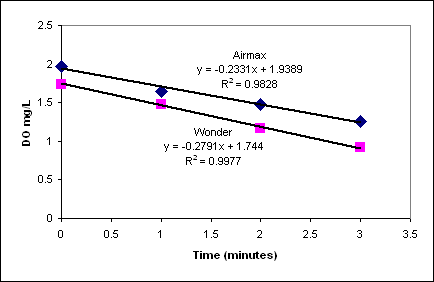 2.5
2
1.5
1
0.5
0
DO mg/L
Airmax
y = -0.2331x + 1.9389
R² = 0.9828
Wonder
y = -0.2791x + 1.744
R² = 0.9977
0 0.5 1 1.5 2 2.5 3 3.5
Time (minutes)